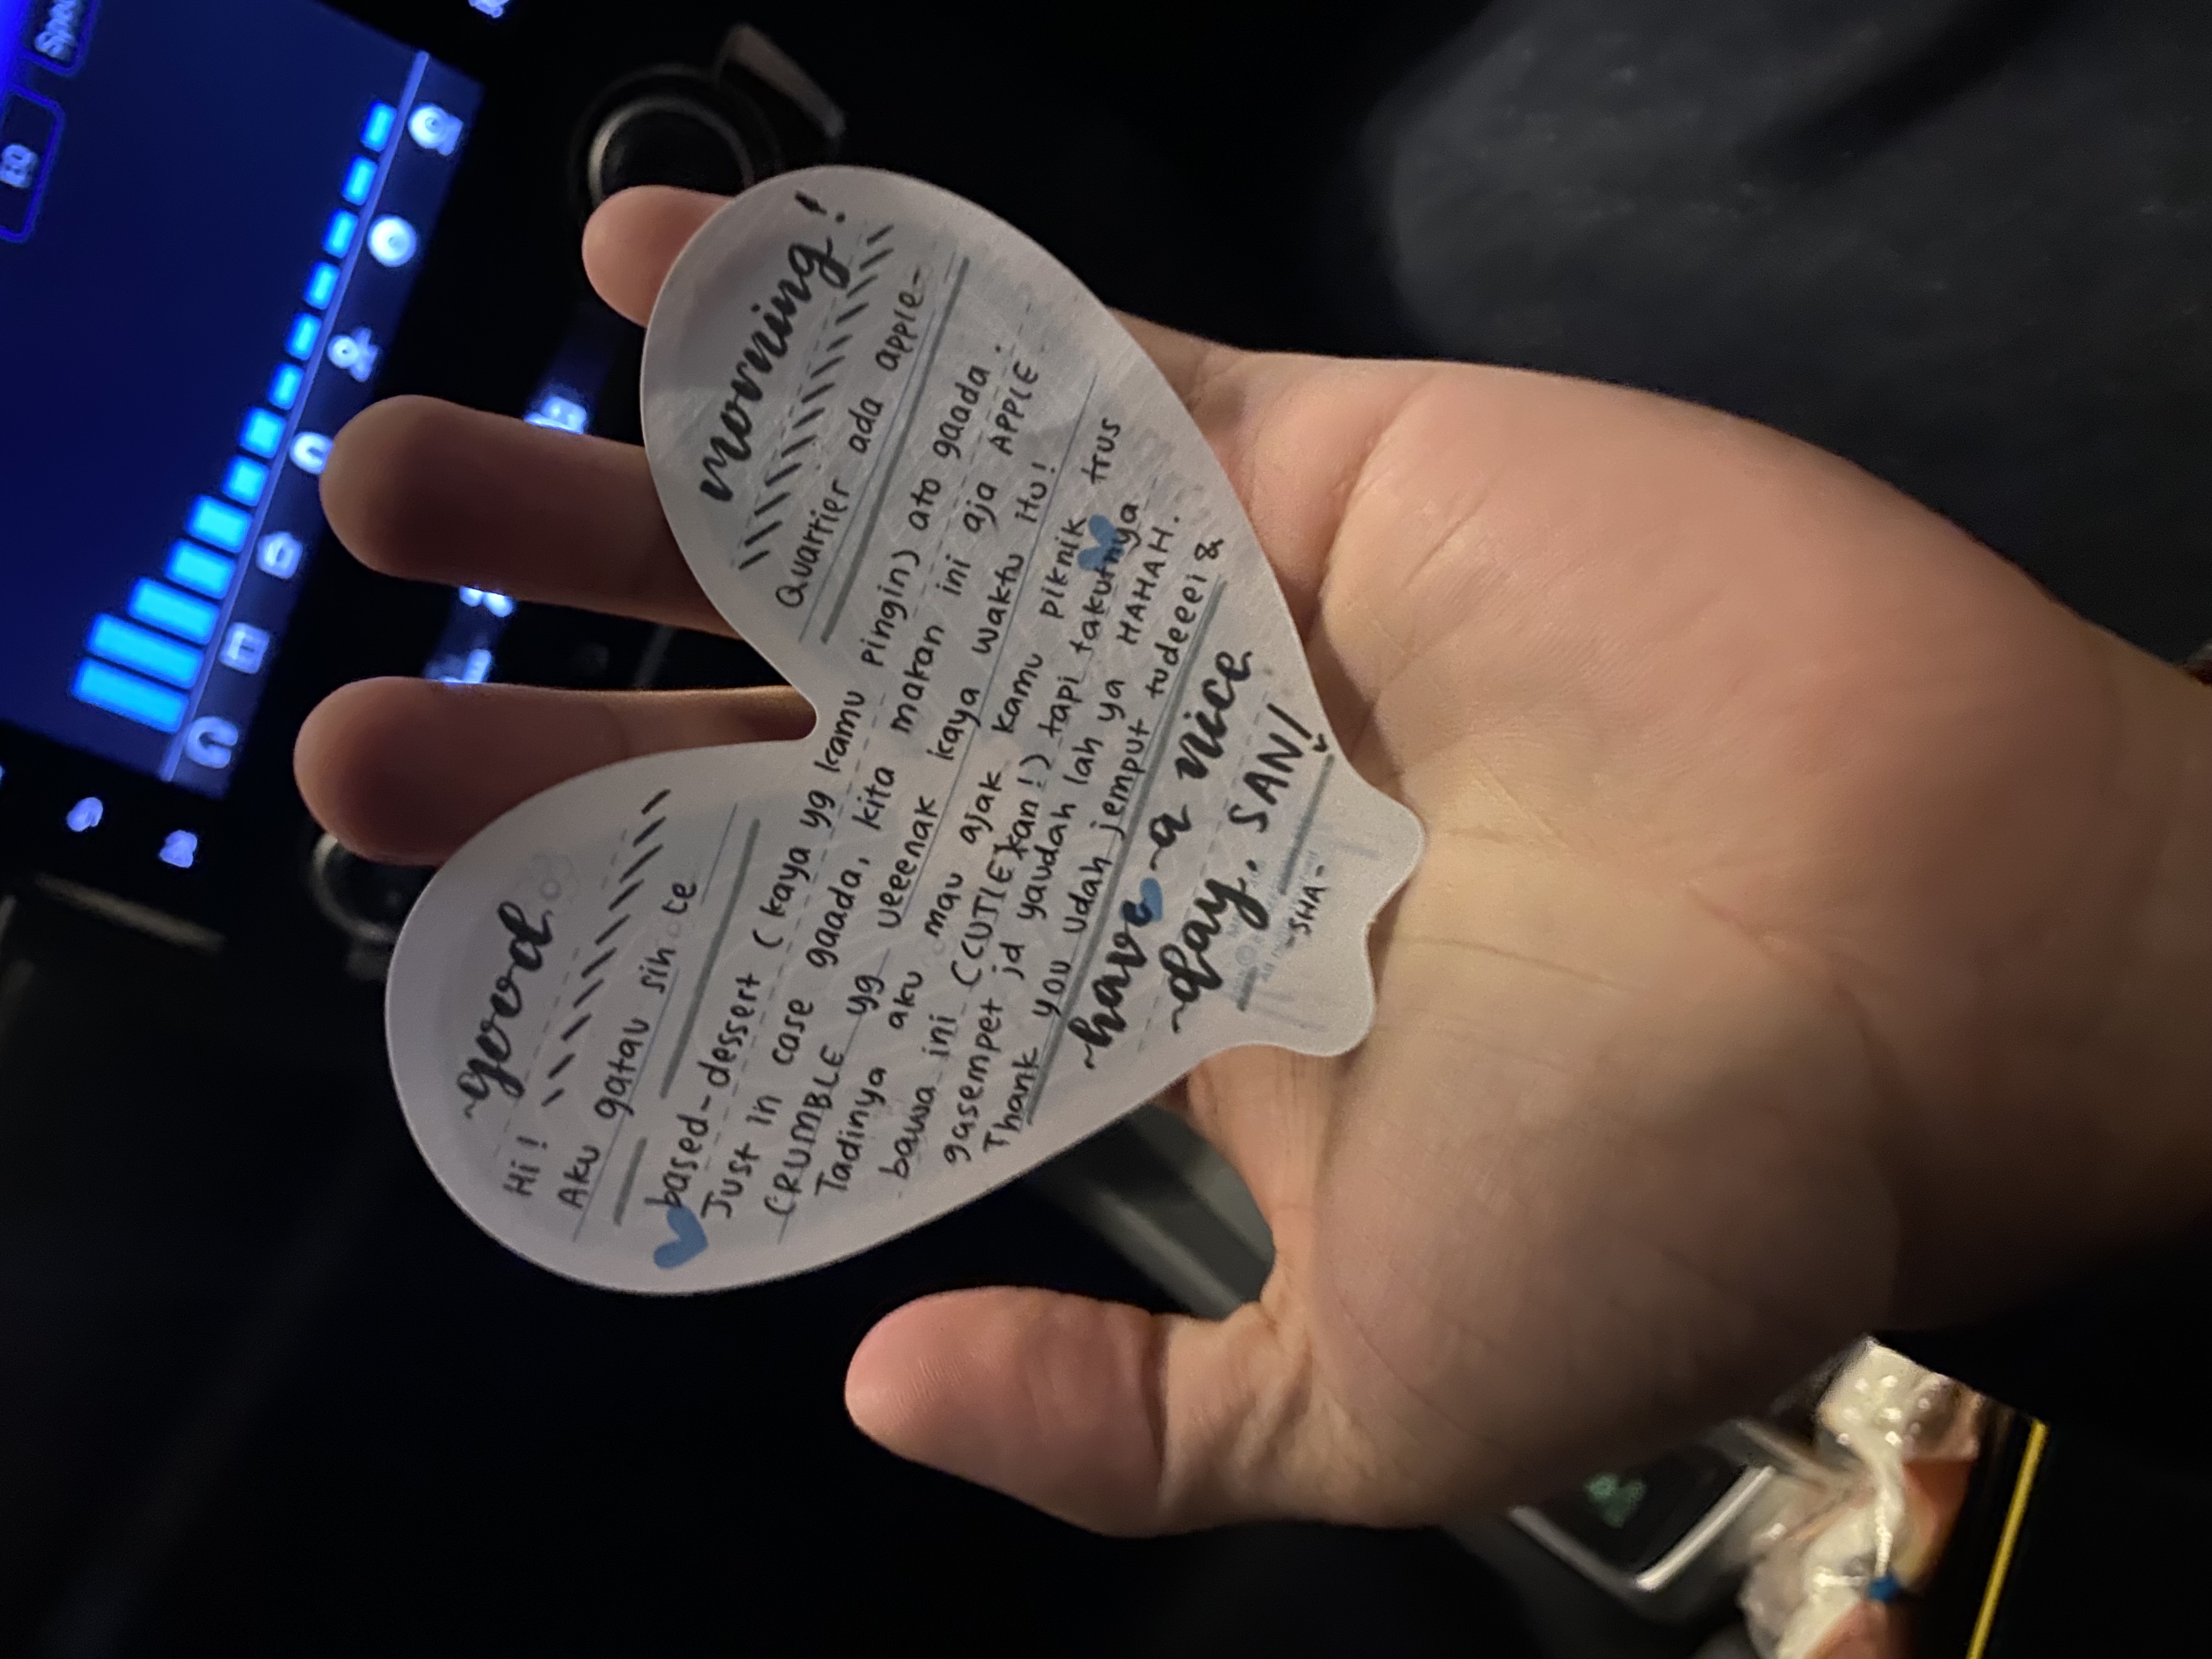 EQ
~good morning!
Hi!
Aku gatau sih te Quartier ada apple-
based-dessert (kaya yg kamu pingin) ato gaada.
Just in case gaada, kita makan ini aja APPLE
CRUMBLE yg ueeenak kaya waktu itu!
Tadinya aku mau ajak kamu piknik trus
bawa ini (CUTIE kan!) tapi takutnya
gasempet jd yaudah lah ya HAHAH.
Thank you udah jemput tudeeei &
~have ~a nice
~day, SAN!
-SHA-